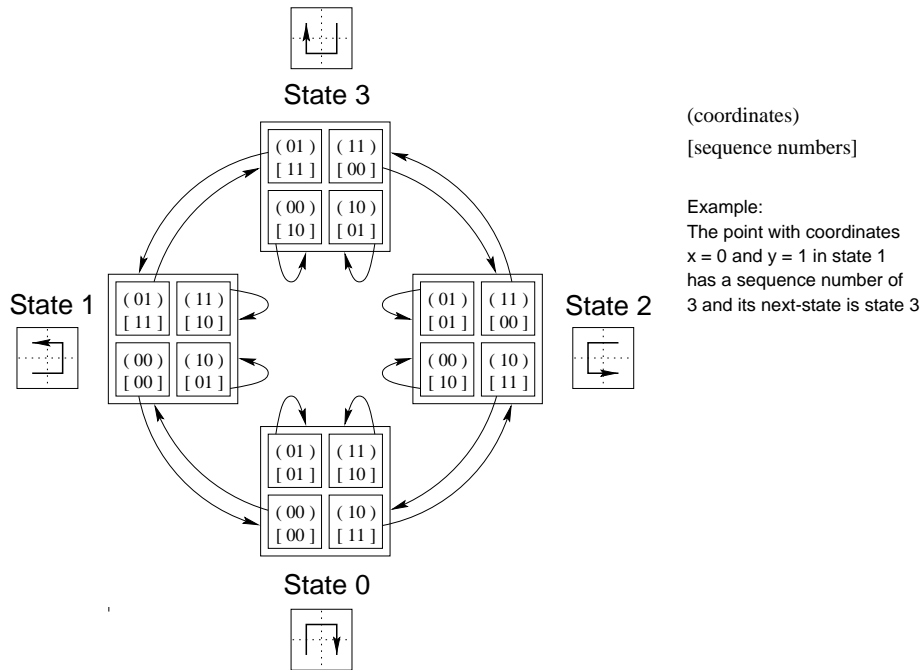 State 3
( 01 ) ( 11 )
[ 11 ] [ 00 ]
( 00 ) ( 10 )
[ 10 ] [ 01 ]
(coordinates)
[sequence numbers]
Example:
The point with coordinates
x = 0 and y = 1 in state 1
has a sequence number of
3 and its next-state is state 3
State 1
( 01 ) ( 11 )
[ 11 ] [ 10 ]
( 00 ) ( 10 )
[ 00 ] [ 01 ]
State 2
( 01 ) ( 11 )
[ 01 ] [ 00 ]
( 00 ) ( 10 )
[ 10 ] [ 11 ]
( 01 ) ( 11 )
[ 01 ] [ 10 ]
( 00 ) ( 10 )
[ 00 ] [ 11 ]
State 0